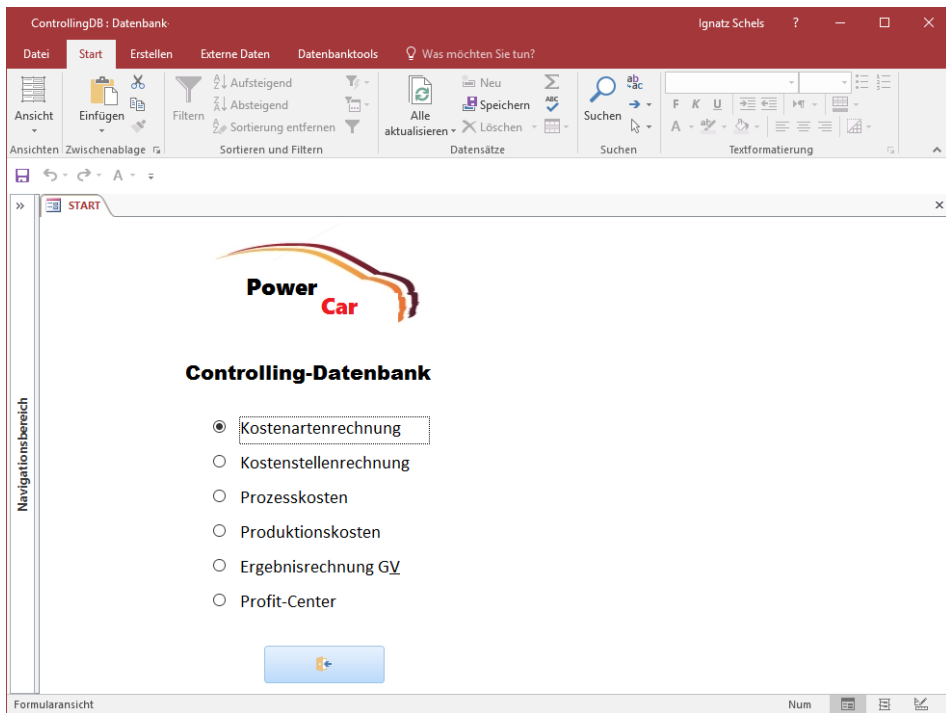 ControllingDB : Datenbank-
Ignatz Schels ?
Datei Start Erstellen Externe Daten Datenbanktools Was möchten Sie tun?
Ansicht
Einfügen
Filtern
Aufsteigend
Absteigend
Sortierung entfernen
Alle
aktualisieren
Neu
Speichern
Löschen
Suchen
F K U
A
Ansichten Zwischenablage Sortieren und Filtern Datensätze Suchen Textformatierung
A
START
Navigationsbereich
Power
Car
Controlling-Datenbank
Kostenartenrechnung
Kostenstellenrechnung
Prozesskosten
Produktionskosten
Ergebnisrechnung GV
Profit-Center
Formularansicht Num